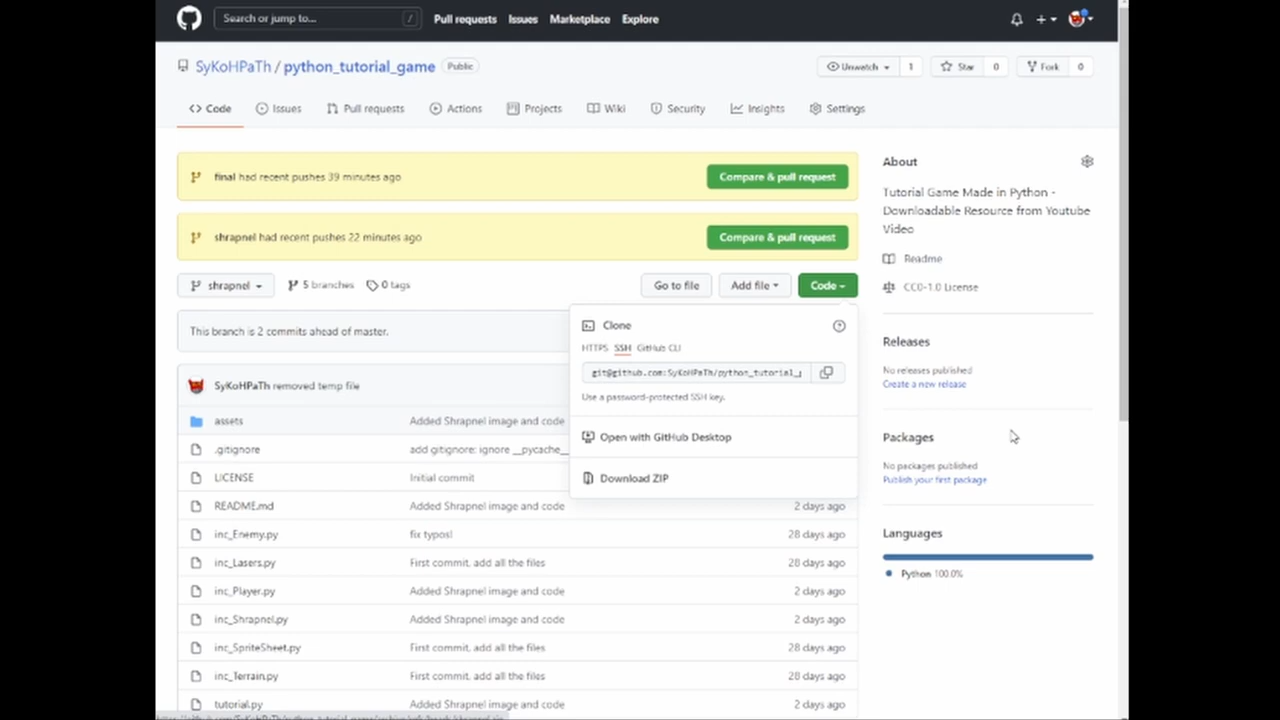 Search or jump to... / Pull requests Issues Marketplace Explore
SyKoHPaTh / python_tutorial_game Public
Unwatch 1 Star 0 Fork 0
Code Issues Pull requests Actions Projects Wiki Security Insights Settings
final had recent pushes 39 minutes ago Compare & pull request
shrapnel had recent pushes 22 minutes ago Compare & pull request
shrapnel 5 branches 0 tags Go to file Add file Code
This branch is 2 commits ahead of master.
Clone
HTTPS SSH GitHub CLI
git@github.com:SyKoHPaTh/python_tutorial_
Use a password-protected SSH key.
Open with GitHub Desktop
Download ZIP
SyKoHPaTh removed temp file
assets Added Shrapnel image and code
.gitignore add gitignore: ignore __pycache__
LICENSE Initial commit
README.md Added Shrapnel image and code 2 days ago
inc_Enemy.py fix typos! 28 days ago
inc_Lasers.py First commit, add all the files 28 days ago
inc_Player.py Added Shrapnel image and code 2 days ago
inc_Shrapnel.py Added Shrapnel image and code 2 days ago
inc_SpriteSheet.py First commit, add all the files 28 days ago
inc_Terrain.py First commit, add all the files 28 days ago
tutorial.py Added Shrapnel image and code 2 days ago
About
Tutorial Game Made in Python -
Downloadable Resource from Youtube
Video
Readme
CC0-1.0 License
Releases
No releases published
Create a new release
Packages
No packages published
Publish your first package
Languages
Python 100.0%